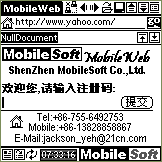 MobileWeb
http://www.yahoo.com/
NullDocument
MobileSoft MobileWeb
ShenZhen MobileSoft Co.,Ltd.
欢迎您,请输入注册码:
提交
Tel:+86-755-6492753
Mobile:+86-13828858867
E-Mail:jackson_yeh@21cn.com
07:33:16 MobileSoft